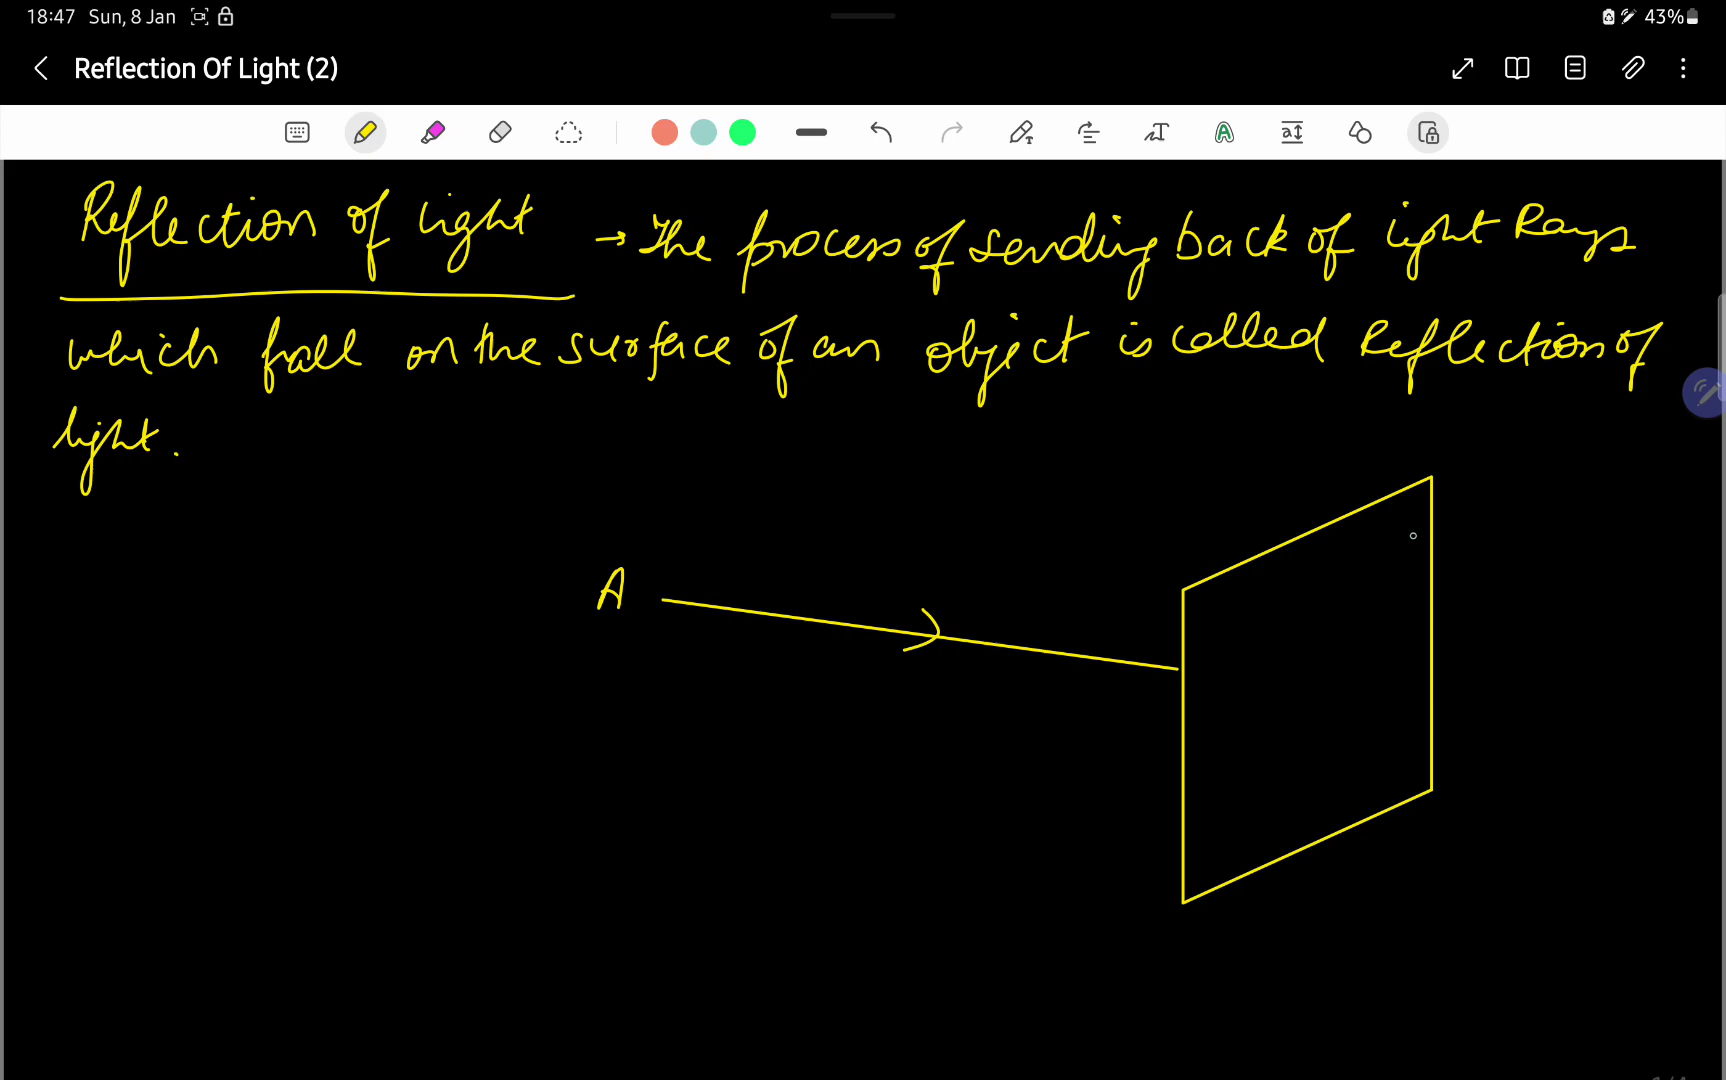 18:47 Sun, 8 Jan 43%
Reflection Of Light (2)
Reflection of light → The process of sending back of light Rays
which fall on the surface of an object is called Reflection of
light.
A